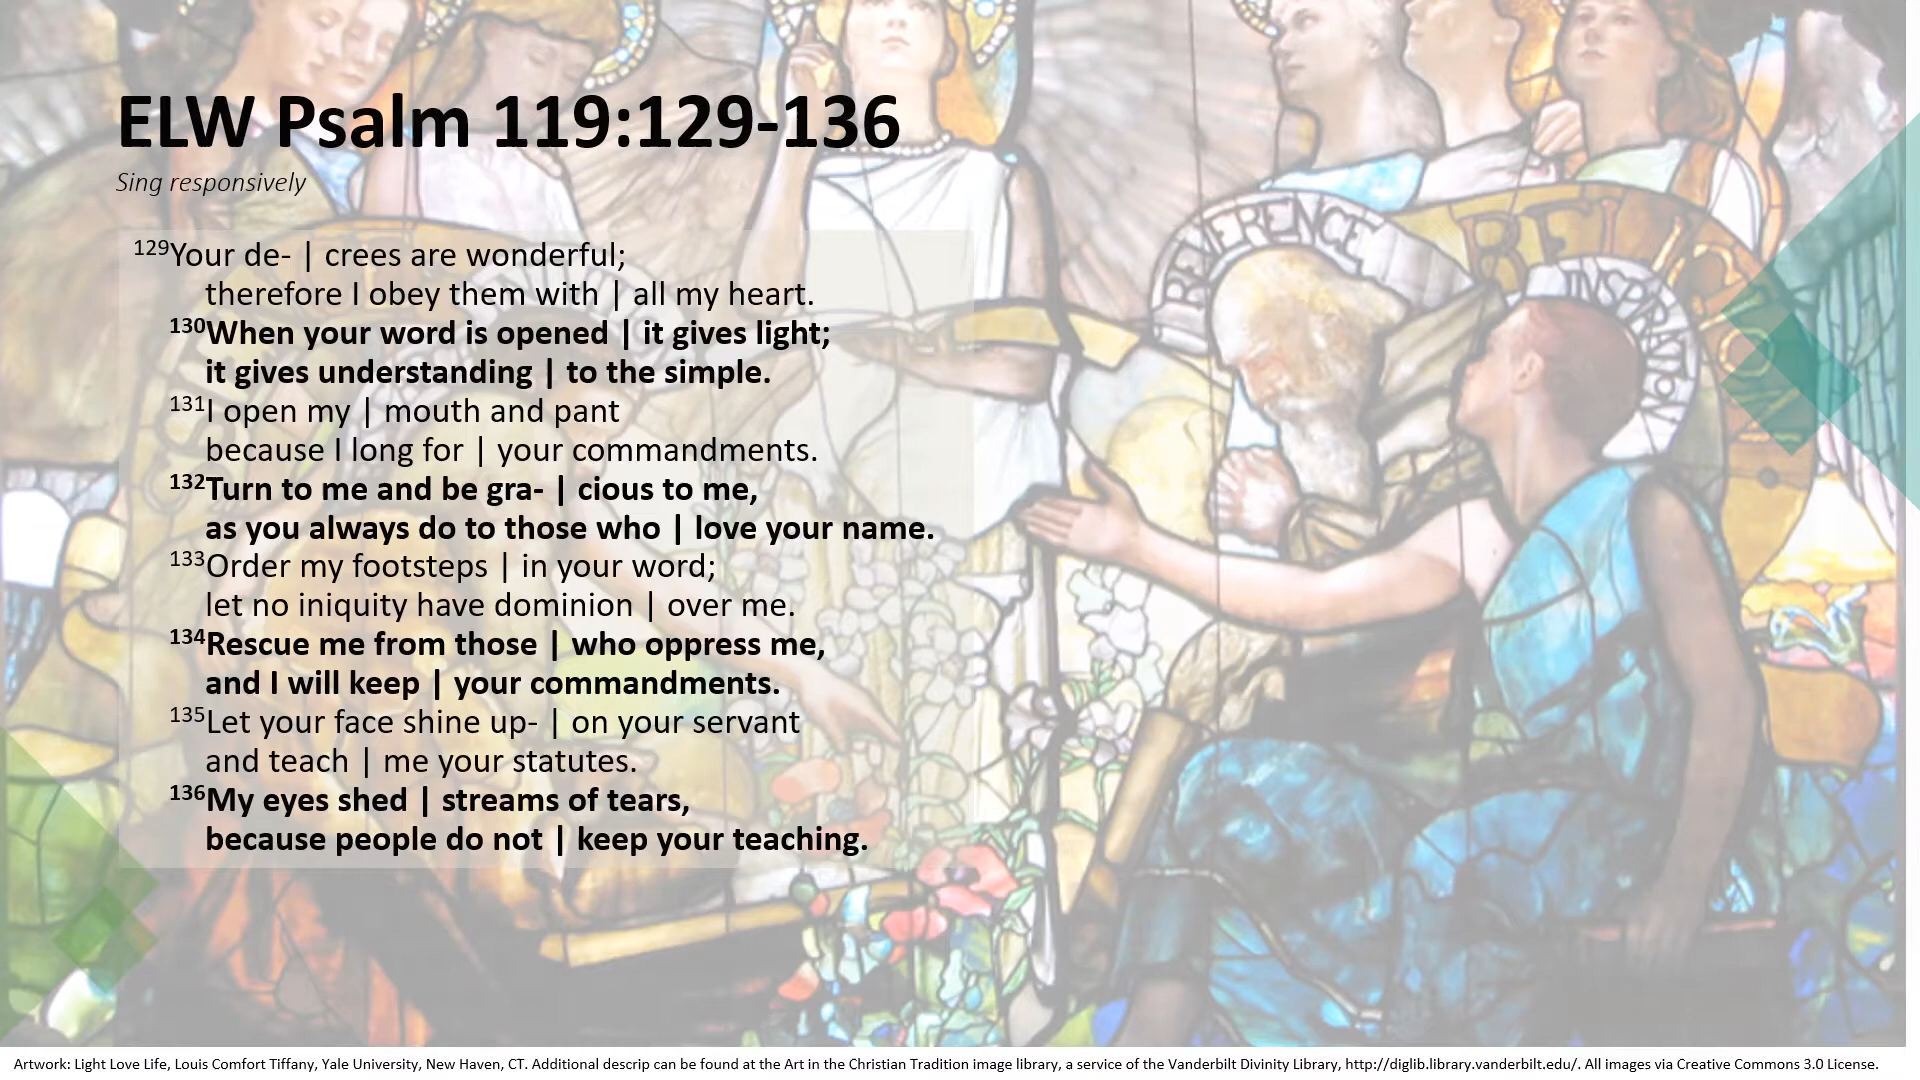 ELW Psalm 119:129-136
Sing responsively
129Your de- | crees are wonderful;
therefore I obey them with | all my heart.
130When your word is opened | it gives light;
it gives understanding | to the simple.
131I open my | mouth and pant
because I long for | your commandments.
132Turn to me and be gra- | cious to me,
as you always do to those who | love your name.
133Order my footsteps | in your word;
let no iniquity have dominion | over me.
134Rescue me from those | who oppress me,
and I will keep | your commandments.
135Let your face shine up- | on your servant
and teach | me your statutes.
136My eyes shed | streams of tears,
because people do not | keep your teaching.
REVERENCE
INSPIRATION
Artwork: Light Love Life, Louis Comfort Tiffany, Yale University, New Haven, CT. Additional descrip can be found at the Art in the Christian Tradition image library, a service of the Vanderbilt Divinity Library, http://diglib.library.vanderbilt.edu/. All images via Creative Commons 3.0 License.